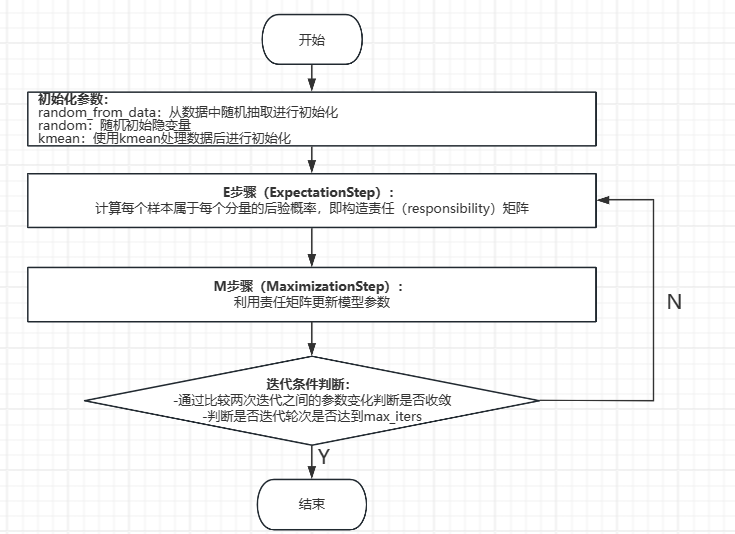 开始
初始化参数：
random_from_data：从数据中随机抽取进行初始化
random：随机初始隐变量
kmean：使用kmean处理数据后进行初始化
E步骤（ExpectationStep）：
计算每个样本属于每个分量的后验概率，即构造责任（responsibility）矩阵
M步骤（MaximizationStep）：
利用责任矩阵更新模型参数
N
迭代条件判断：
-通过比较两次迭代之间的参数变化判断是否收敛
-判断是否迭代轮次是否达到max_iters
Y
结束